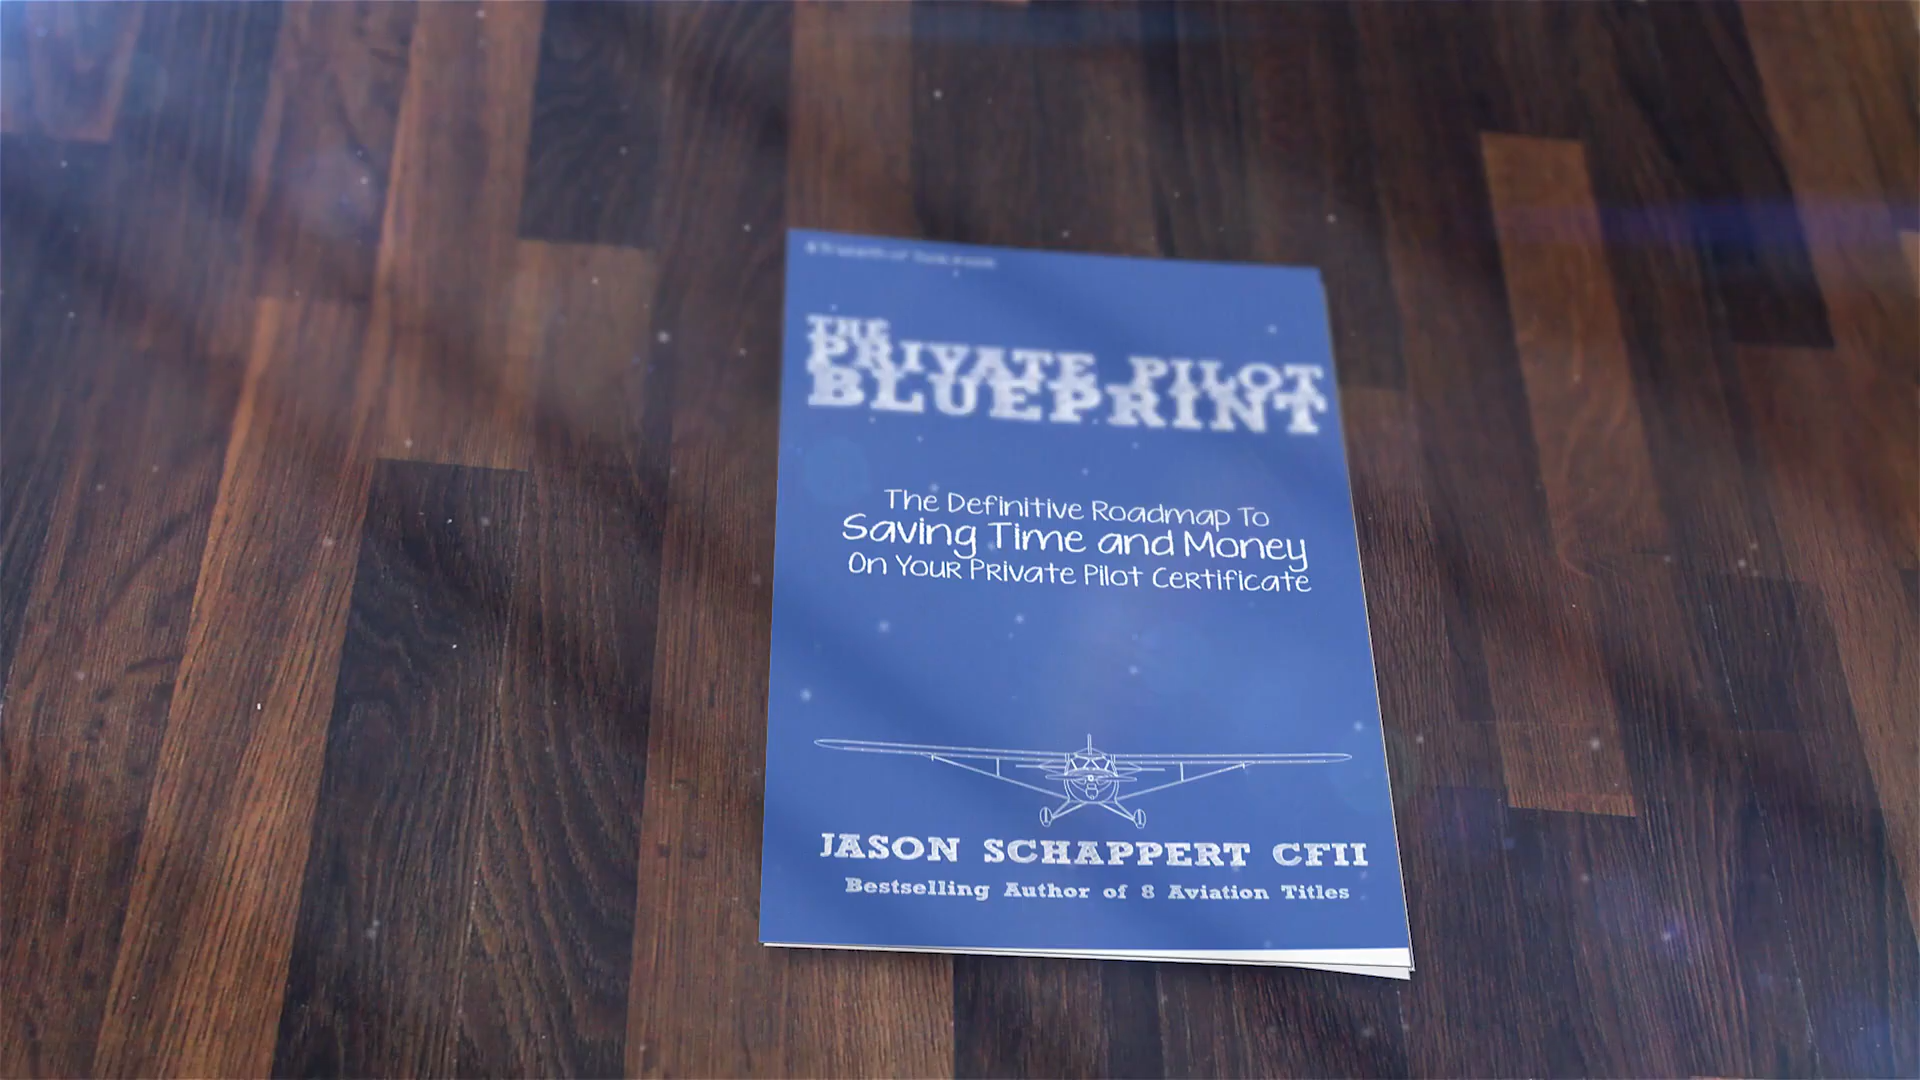 THE
PRIVATE PILOT
BLUEPRINT
The Definitive Roadmap To
Saving Time and Money
On Your Private Pilot Certificate
JASON SCHAPPERT CFII
Bestselling Author of 8 Aviation Titles